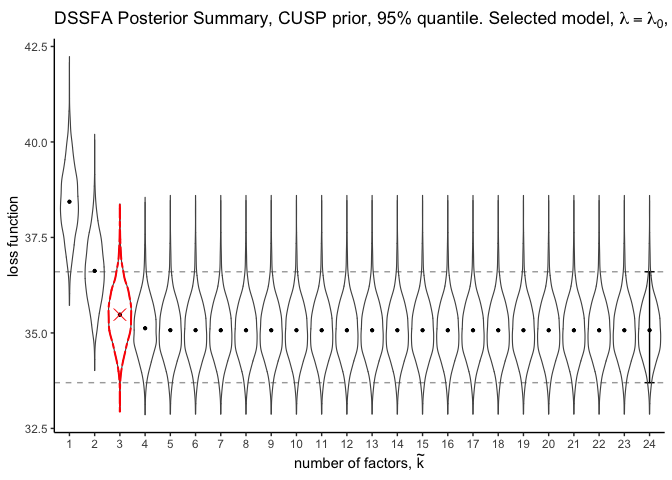 DSSFA Posterior Summary, CUSP prior, 95% quantile. Selected model, λ = λ₀,
42.5
40.0
37.5
35.0
32.5
loss function
1 2 3 4 5 6 7 8 9 10 11 12 13 14 15 16 17 18 19 20 21 22 23 24
number of factors, k̃